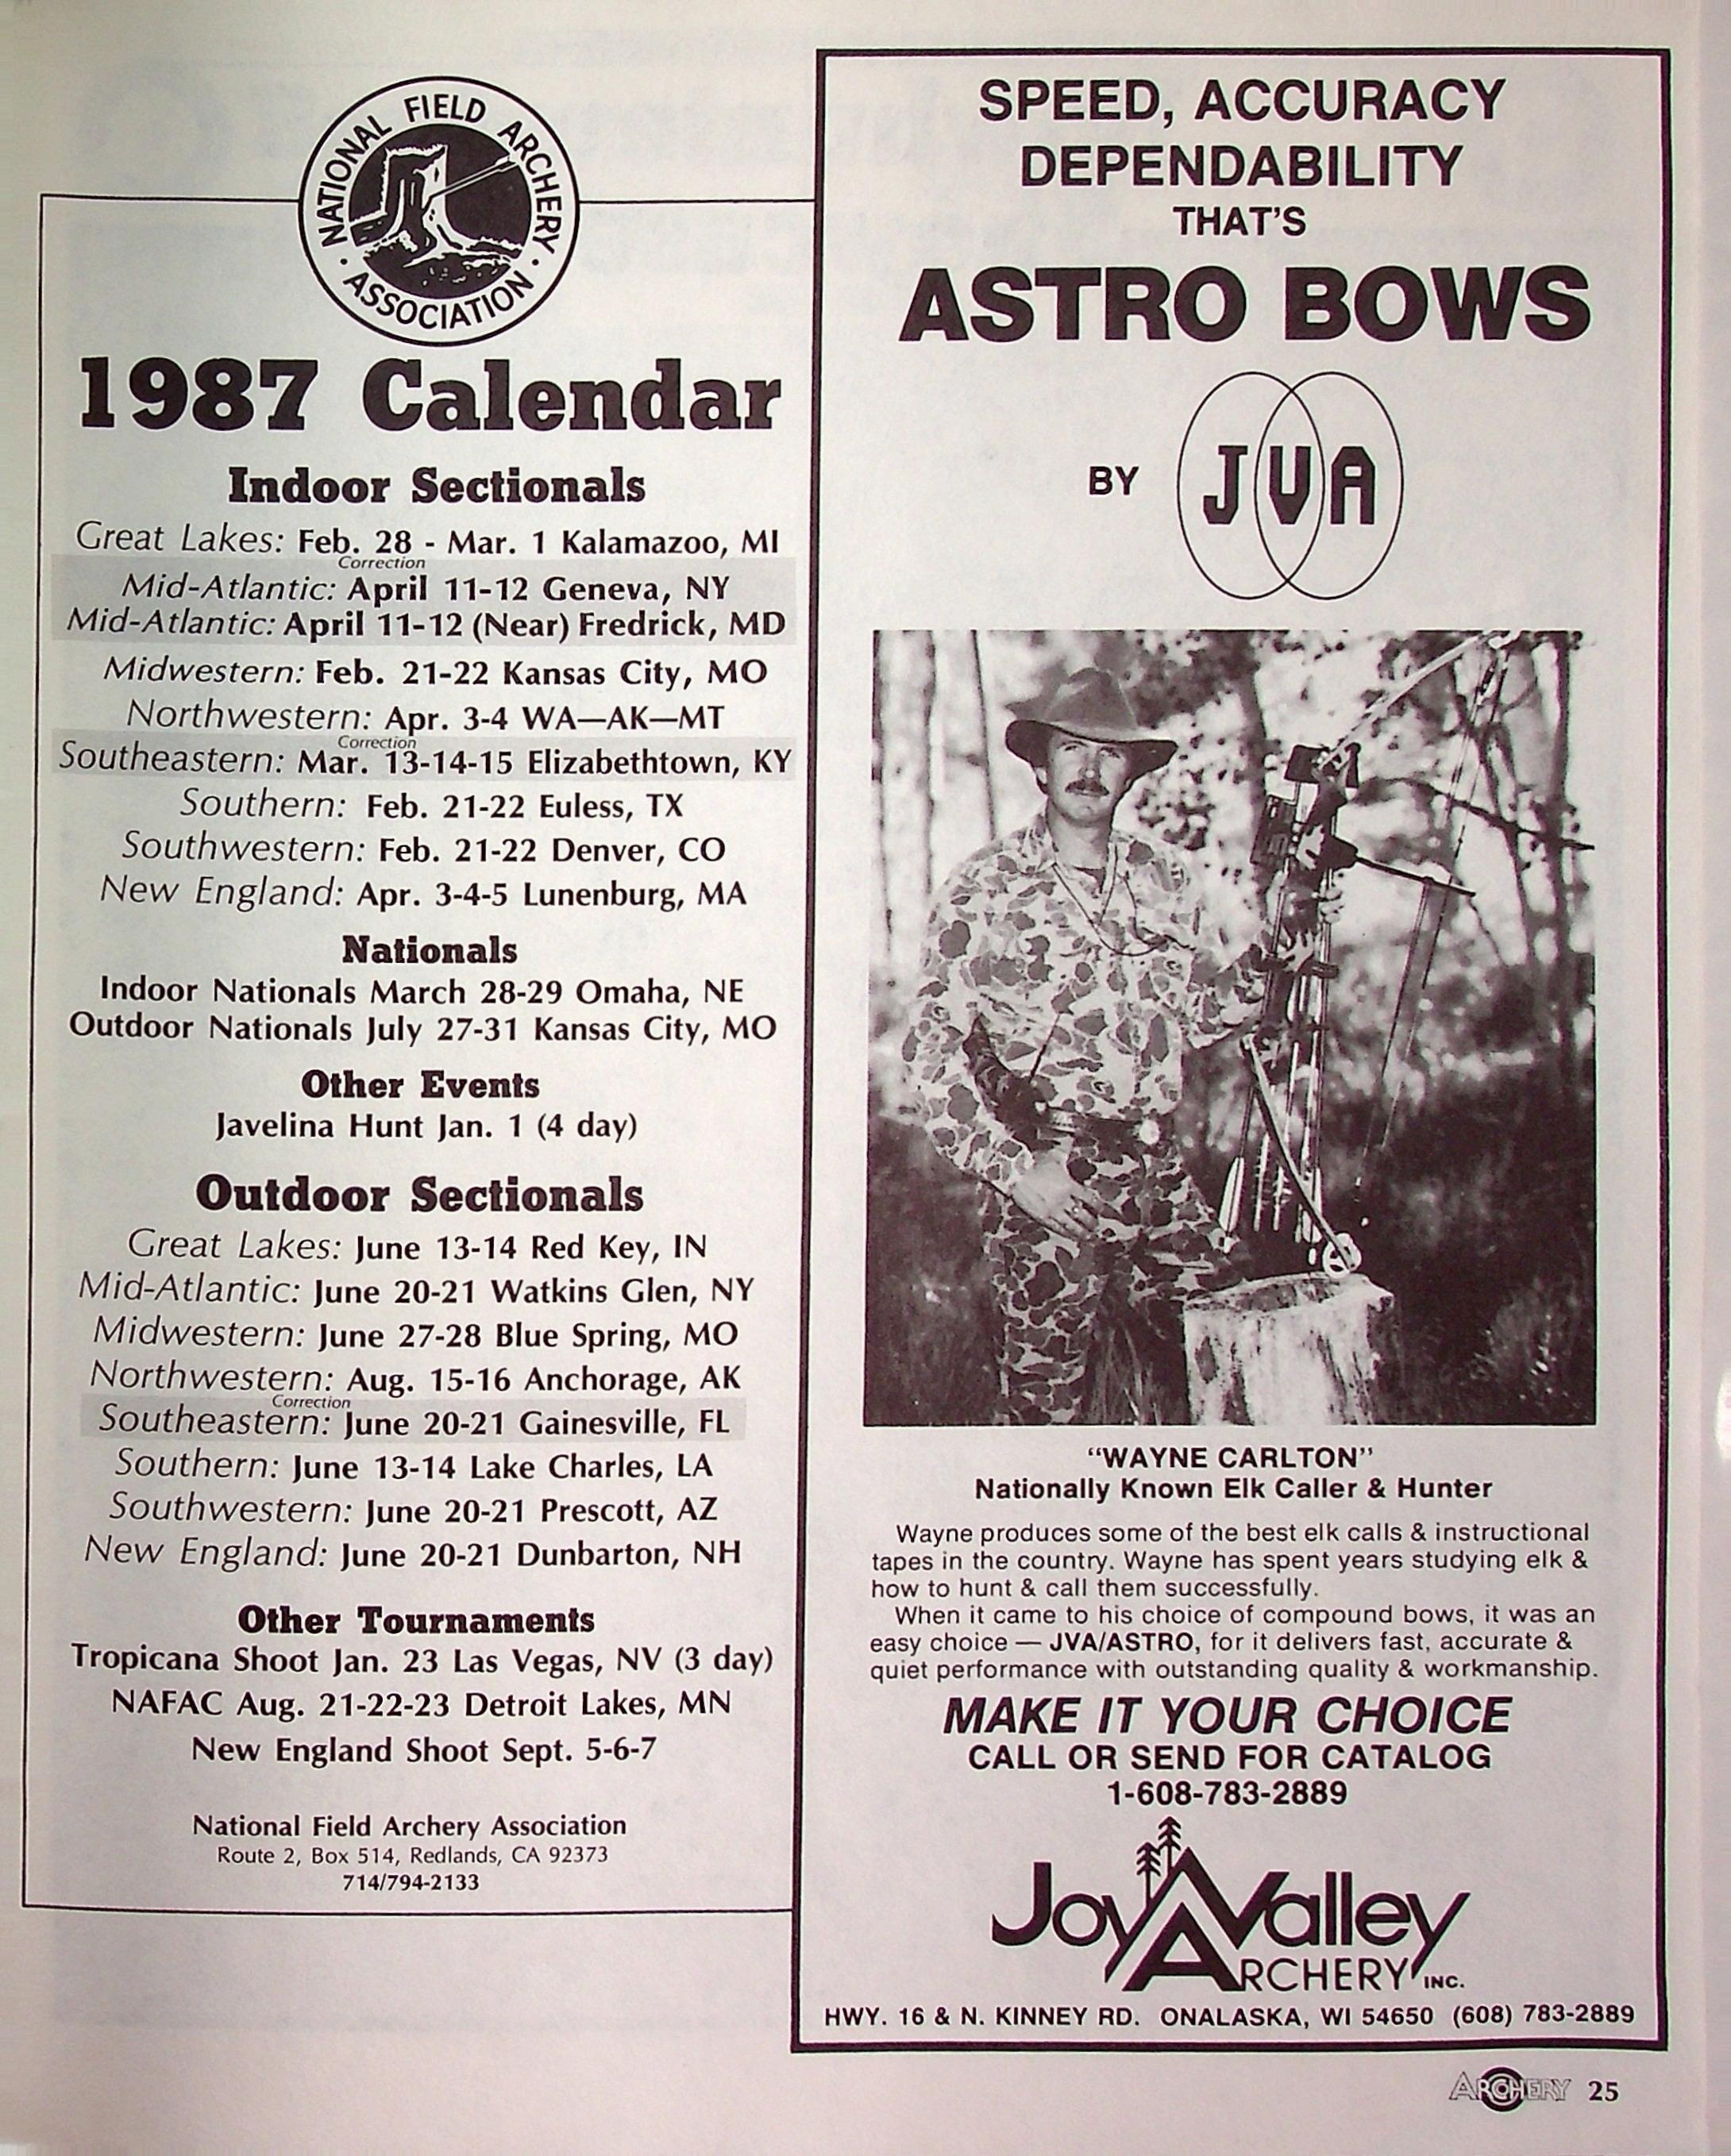 NATIONAL FIELD ARCHERY
· ASSOCIATION ·
1987 Calendar
Indoor Sectionals
Great Lakes: Feb. 28 - Mar. 1 Kalamazoo, MI
Correction
Mid-Atlantic: April 11-12 Geneva, NY
Mid-Atlantic: April 11-12 (Near) Fredrick, MD
Midwestern: Feb. 21-22 Kansas City, MO
Northwestern: Apr. 3-4 WA—AK—MT
Correction
Southeastern: Mar. 13-14-15 Elizabethtown, KY
Southern: Feb. 21-22 Euless, TX
Southwestern: Feb. 21-22 Denver, CO
New England: Apr. 3-4-5 Lunenburg, MA
Nationals
Indoor Nationals March 28-29 Omaha, NE
Outdoor Nationals July 27-31 Kansas City, MO
Other Events
Javelina Hunt Jan. 1 (4 day)
Outdoor Sectionals
Great Lakes: June 13-14 Red Key, IN
Mid-Atlantic: June 20-21 Watkins Glen, NY
Midwestern: June 27-28 Blue Spring, MO
Northwestern: Aug. 15-16 Anchorage, AK
Correction
Southeastern: June 20-21 Gainesville, FL
Southern: June 13-14 Lake Charles, LA
Southwestern: June 20-21 Prescott, AZ
New England: June 20-21 Dunbarton, NH
Other Tournaments
Tropicana Shoot Jan. 23 Las Vegas, NV (3 day)
NAFAC Aug. 21-22-23 Detroit Lakes, MN
New England Shoot Sept. 5-6-7
National Field Archery Association
Route 2, Box 514, Redlands, CA 92373
714/794-2133
SPEED, ACCURACY
DEPENDABILITY
THAT'S
ASTRO BOWS
BY JVA
"WAYNE CARLTON"
Nationally Known Elk Caller & Hunter
Wayne produces some of the best elk calls & instructional
tapes in the country. Wayne has spent years studying elk &
how to hunt & call them successfully.
When it came to his choice of compound bows, it was an
easy choice — JVA/ASTRO, for it delivers fast, accurate &
quiet performance with outstanding quality & workmanship.
MAKE IT YOUR CHOICE
CALL OR SEND FOR CATALOG
1-608-783-2889
Joy Valley
ARCHERY INC.
HWY. 16 & N. KINNEY RD. ONALASKA, WI 54650 (608) 783-2889
ARCHERY 25